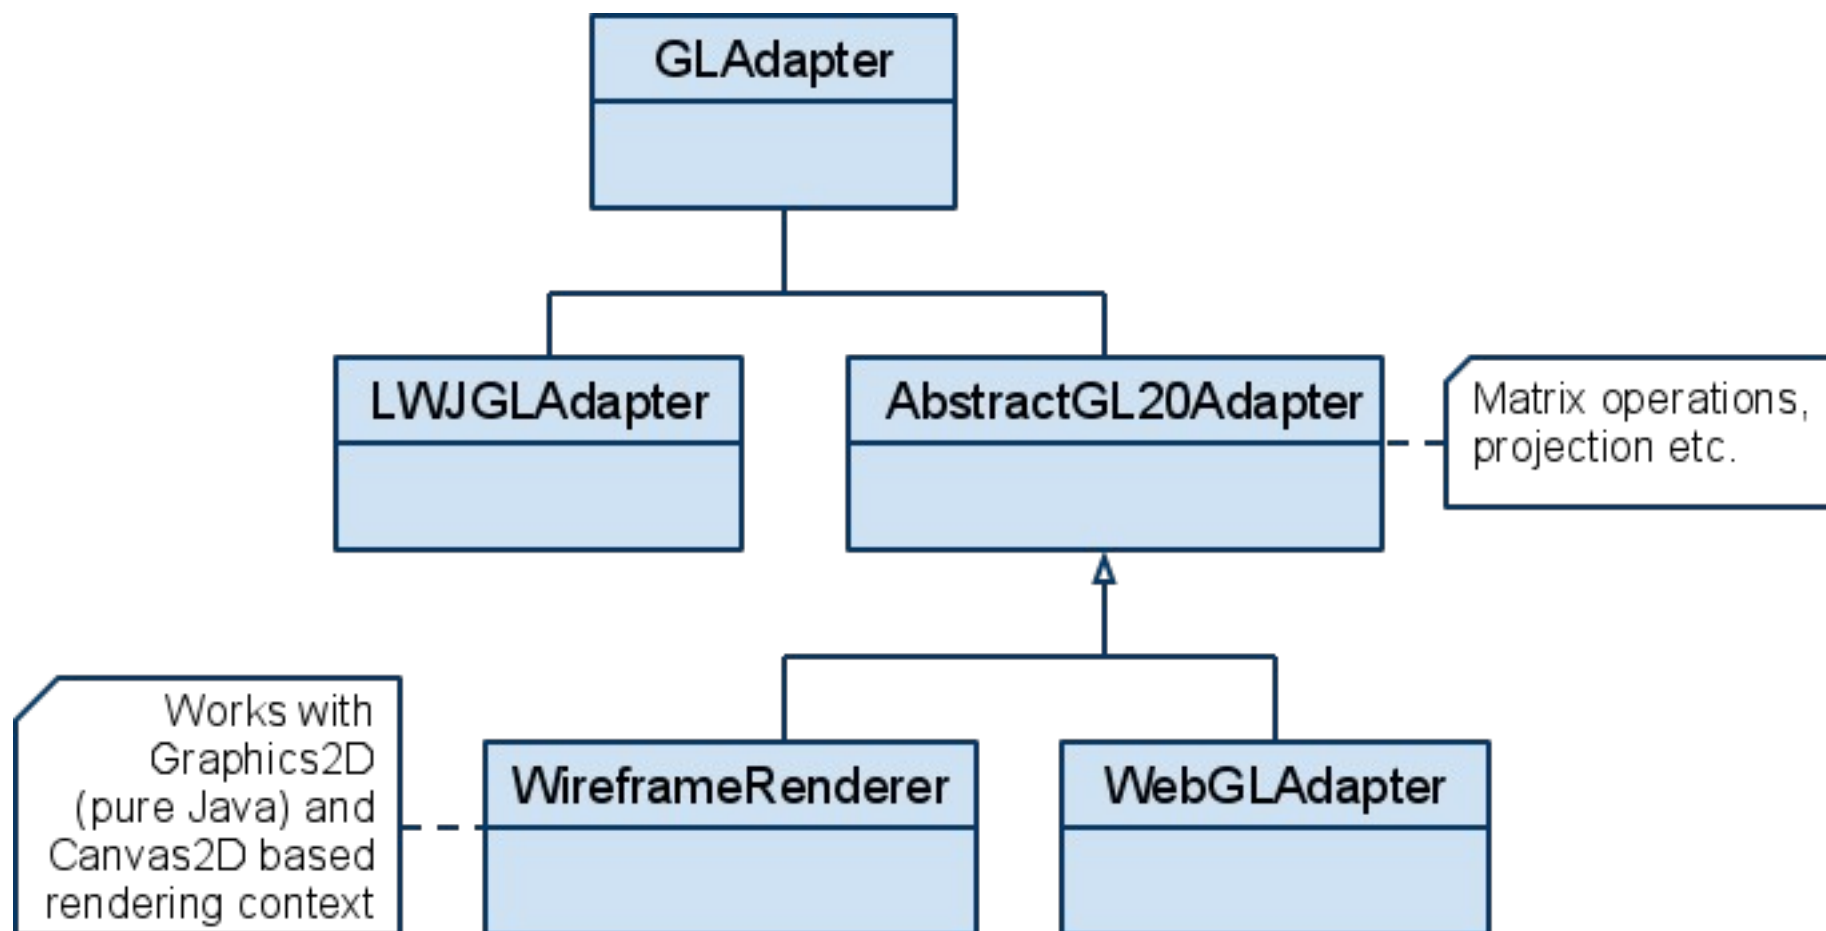 GLAdapter
LWJGLAdapter
AbstractGL20Adapter
Matrix operations,
projection etc.
Works with
Graphics2D
(pure Java) and
Canvas2D based
rendering context
WireframeRenderer
WebGLAdapter